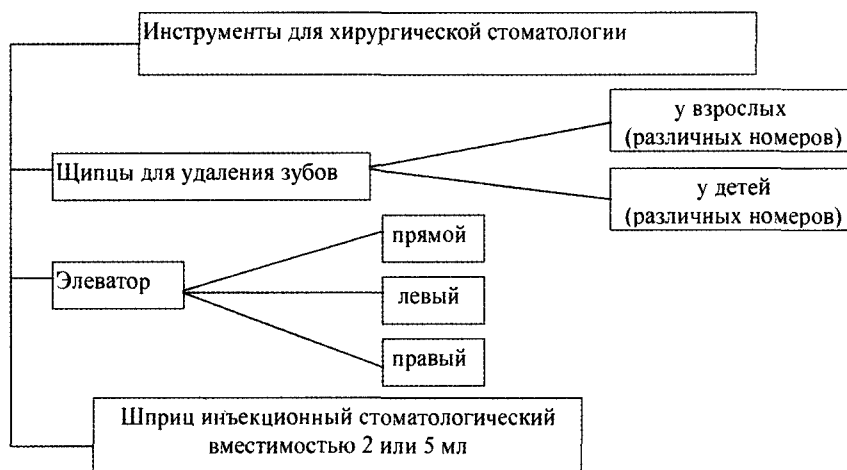 Инструменты для хирургической стоматологии
у взрослых
(различных номеров)
Щипцы для удаления зубов
у детей
(различных номеров)
прямой
Элеватор
левый
правый
Шприц инъекционный стоматологический
вместимостью 2 или 5 мл